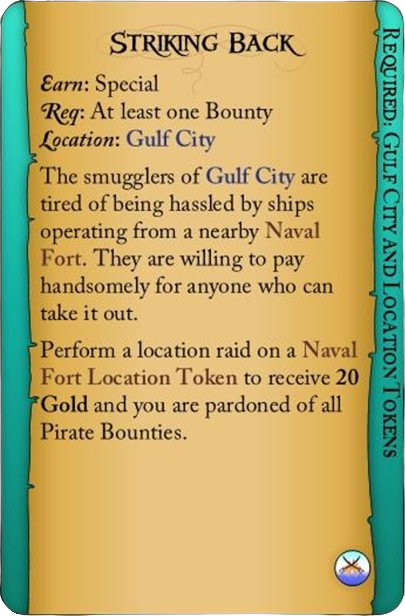 STRIKING BACK
Earn: Special
Req: At least one Bounty
Location: Gulf City
The smugglers of Gulf City are
tired of being hassled by ships
operating from a nearby Naval
Fort. They are willing to pay
handsomely for anyone who can
take it out.
Perform a location raid on a Naval
Fort Location Token to receive 20
Gold and you are pardoned of all
Pirate Bounties.
REQUIRED: GULF CITY AND LOCATION TOKENS